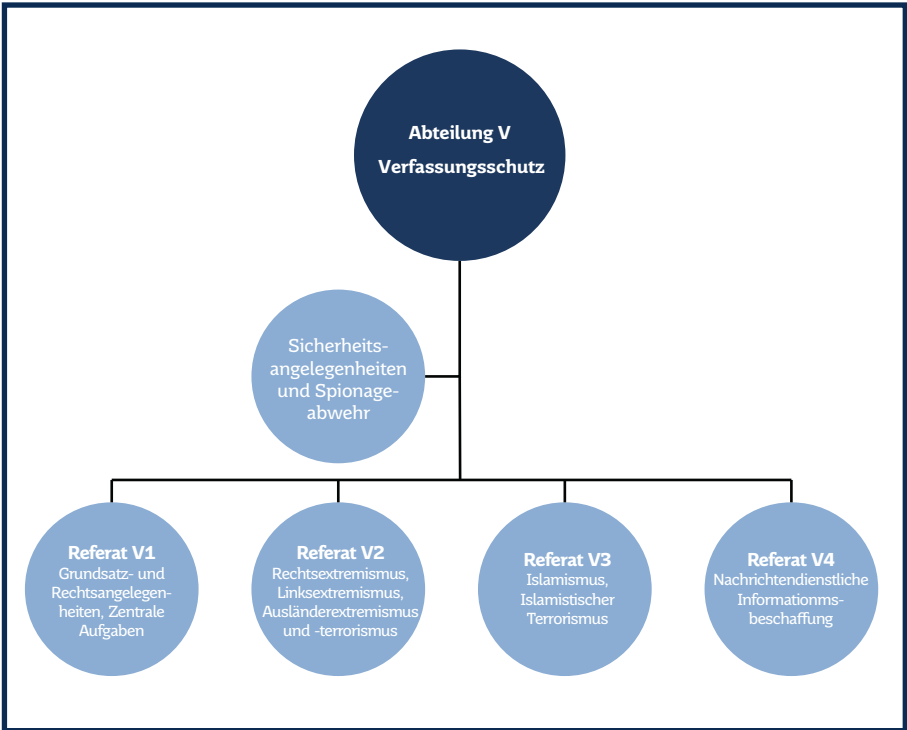 Abteilung V
Verfassungsschutz
Sicherheits-
angelegenheiten
und Spionage-
abwehr
Referat V1
Grundsatz- und
Rechtsangelegen-
heiten, Zentrale
Aufgaben
Referat V2
Rechtsextremismus,
Linksextremismus,
Ausländerextremismus
und -terrorismus
Referat V3
Islamismus,
Islamistischer
Terrorismus
Referat V4
Nachrichtendienstliche
Informationms-
beschaffung